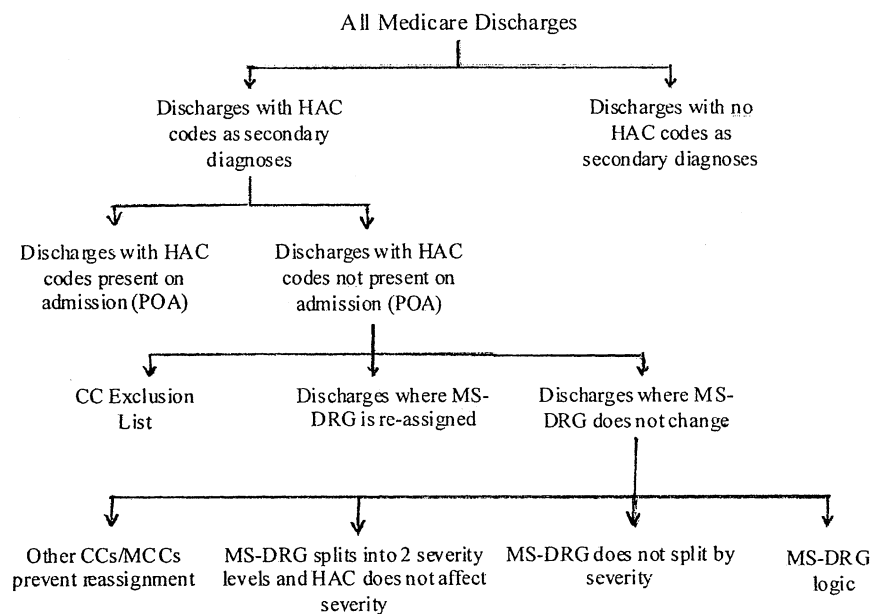 All Medicare Discharges
Discharges with HAC
codes as secondary
diagnoses
Discharges with no
HAC codes as
secondary diagnoses
Discharges with HAC
codes present on
admission (POA)
Discharges with HAC
codes not present on
admission (POA)
CC Exclusion
List
Discharges where MS-
DRG is re-assigned
Discharges where MS-
DRG does not change
Other CCs/MCCs
prevent reassignment
MS-DRG splits into 2 severity
levels and HAC does not affect
severity
MS-DRG does not split by
severity
MS-DRG
logic